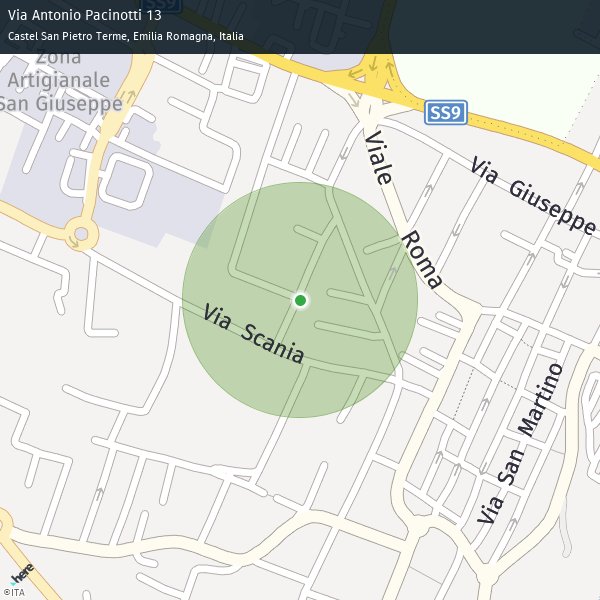 Via Antonio Pacinotti 13
Castel San Pietro Terme, Emilia Romagna, Italia
SS9
Zona
Artigianale
San Giuseppe
SS9
Viale
Roma
Via Giuseppe
Via Scania
Via San Martino
here
©ITA